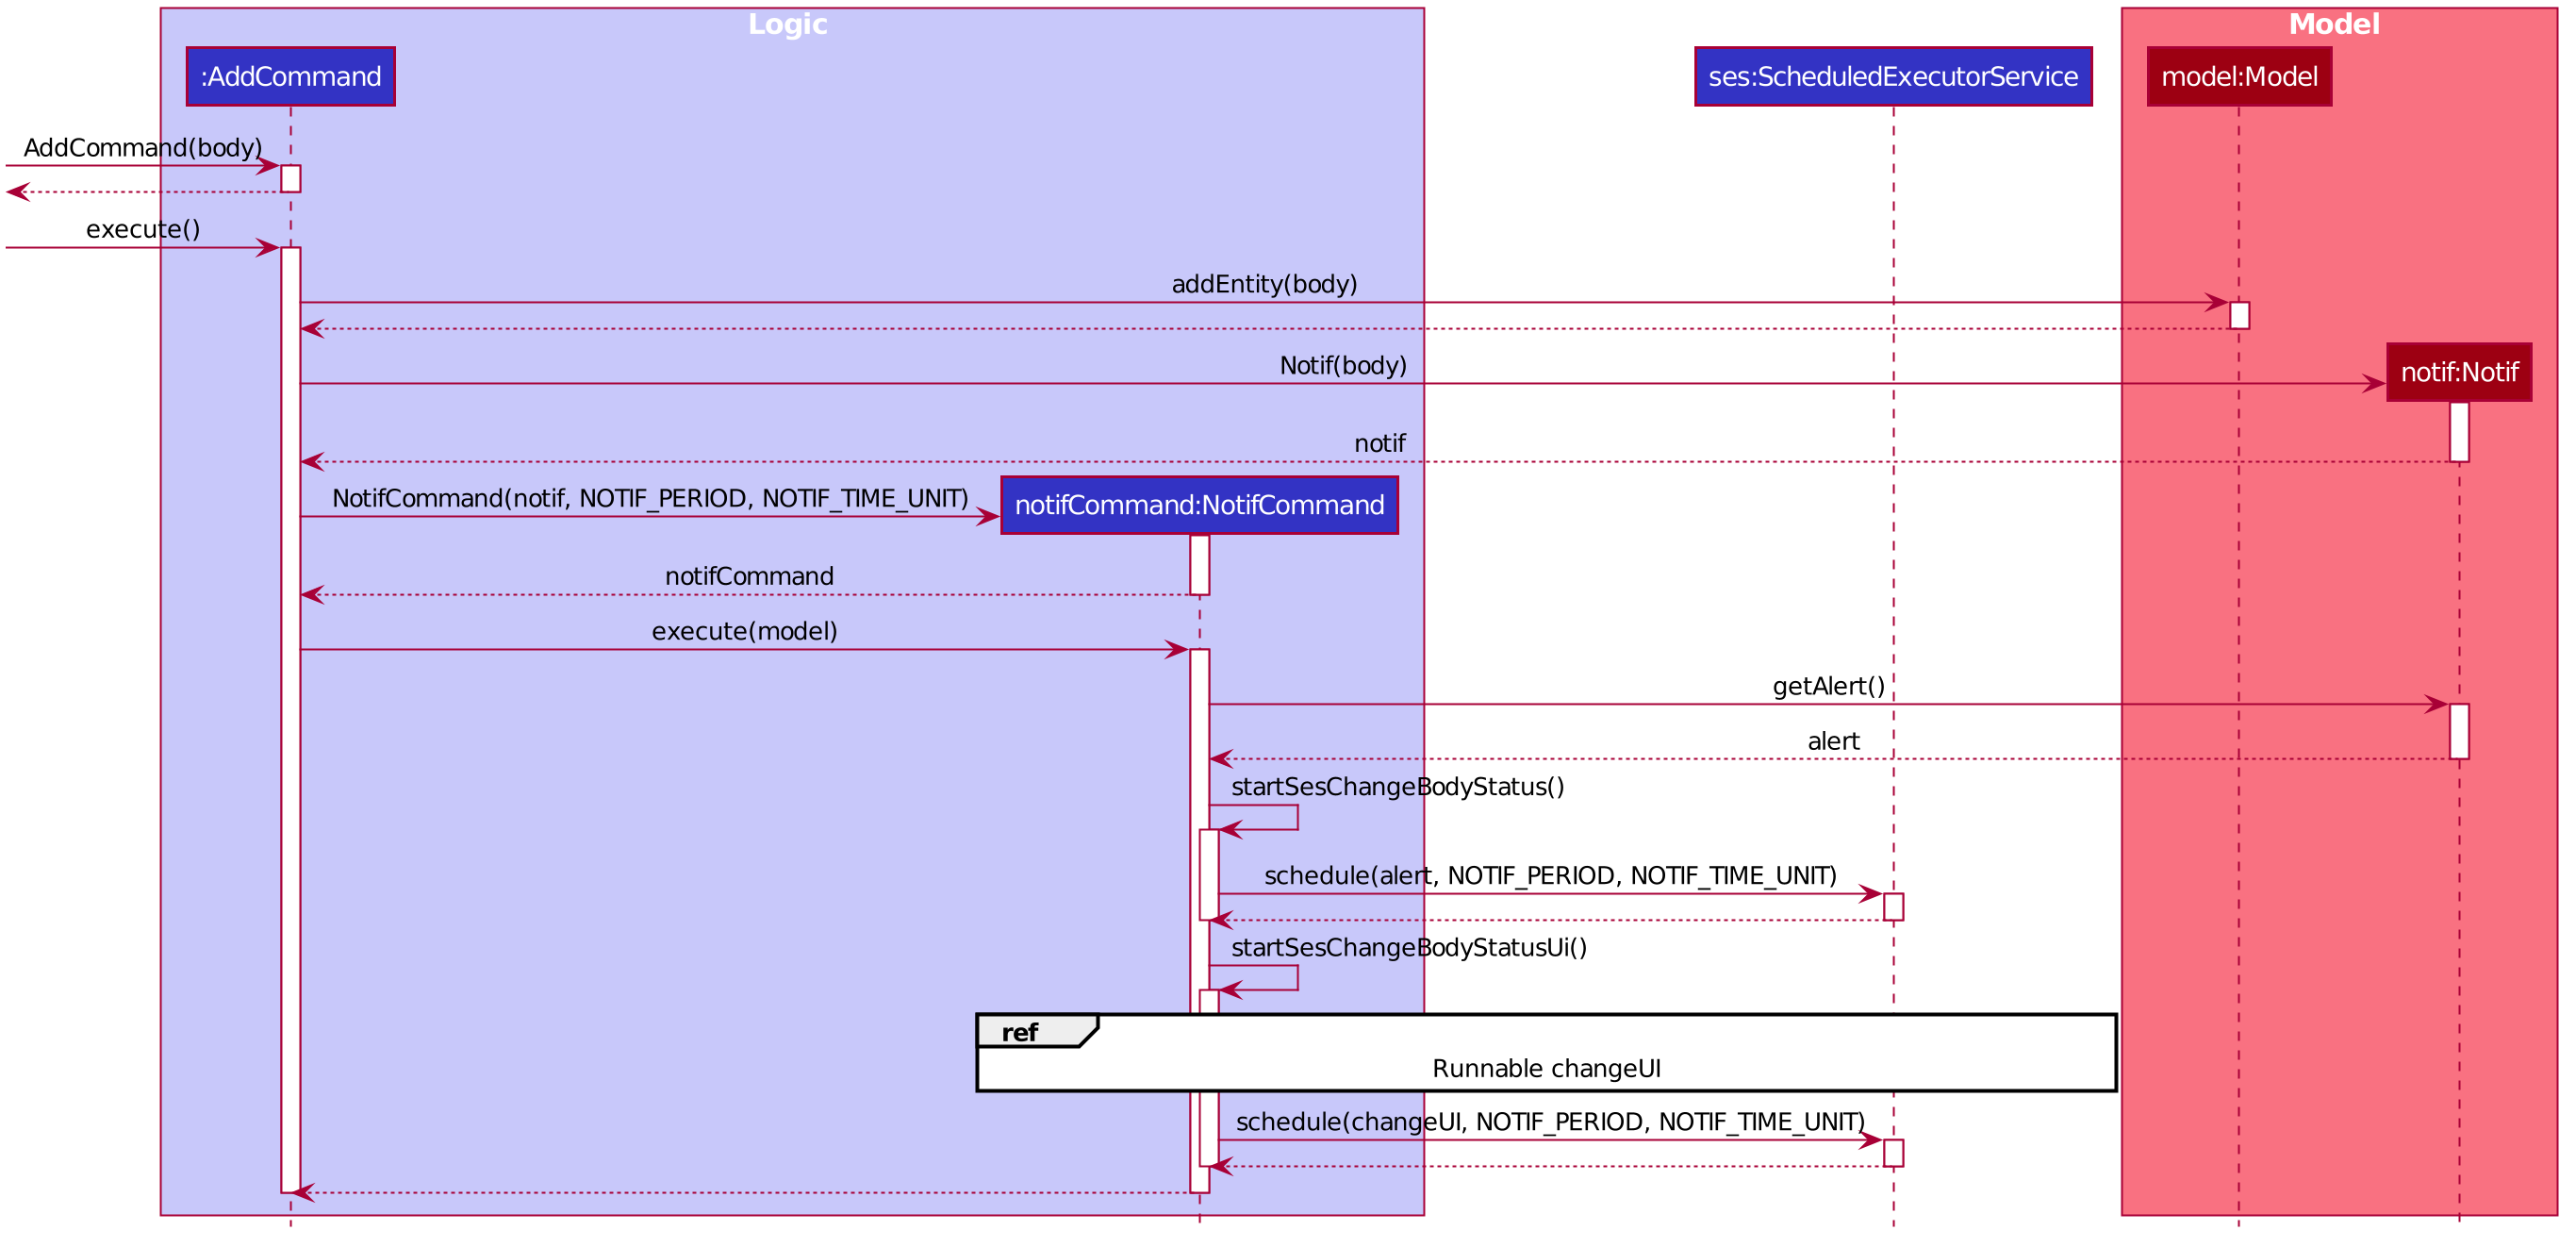 Logic
Model
:AddCommand
ses:ScheduledExecutorService
model:Model
AddCommand(body)
execute()
addEntity(body)
Notif(body)
notif:Notif
notif
NotifCommand(notif, NOTIF_PERIOD, NOTIF_TIME_UNIT)
notifCommand:NotifCommand
notifCommand
execute(model)
getAlert()
alert
startSesChangeBodyStatus()
schedule(alert, NOTIF_PERIOD, NOTIF_TIME_UNIT)
startSesChangeBodyStatusUi()
ref
Runnable changeUI
schedule(changeUI, NOTIF_PERIOD, NOTIF_TIME_UNIT)